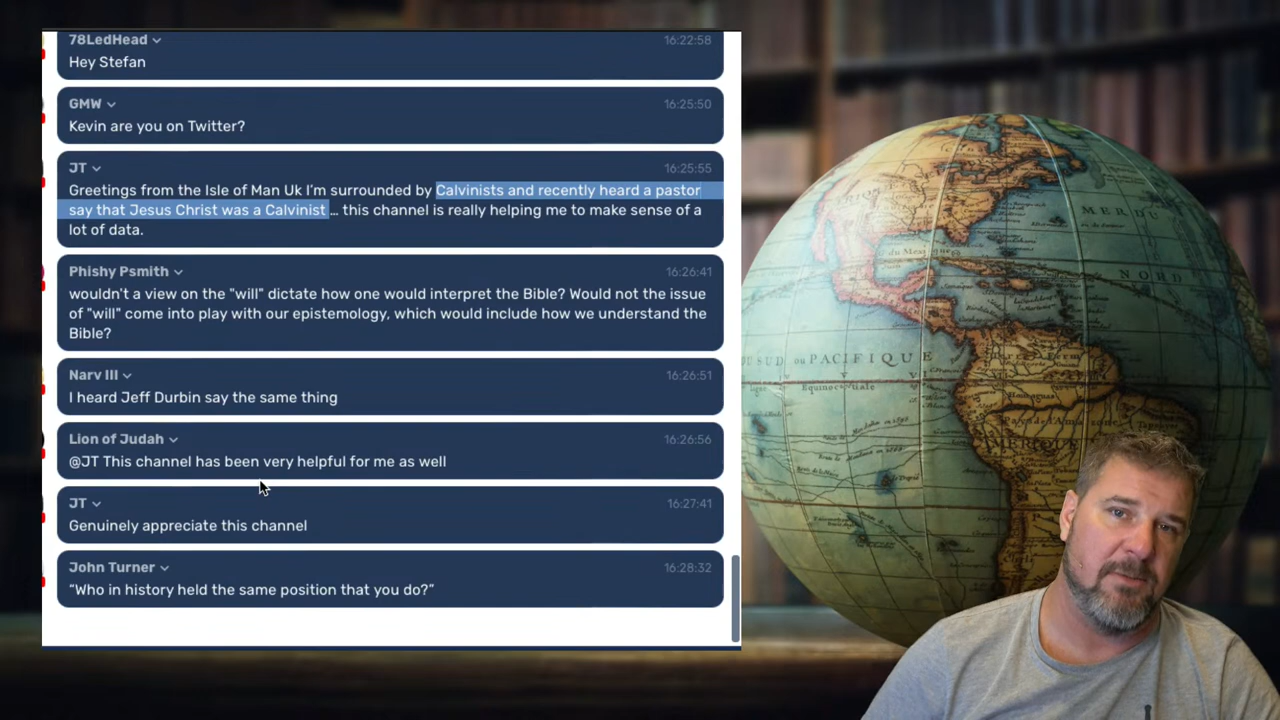 78LedHead 16:22:58
Hey Stefan
GMW 16:25:50
Kevin are you on Twitter?
JT 16:25:55
Greetings from the Isle of Man Uk I'm surrounded by Calvinists and recently heard a pastor
say that Jesus Christ was a Calvinist … this channel is really helping me to make sense of a
lot of data.
Phishy Psmith 16:26:41
wouldn't a view on the "will" dictate how one would interpret the Bible? Would not the issue
of "will" come into play with our epistemology, which would include how we understand the
Bible?
Narv III 16:26:51
I heard Jeff Durbin say the same thing
Lion of Judah 16:26:56
@JT This channel has been very helpful for me as well
JT 16:27:41
Genuinely appreciate this channel
John Turner 16:28:32
“Who in history held the same position that you do?”
MER DU
NORD
DU SUD ou PACIFIQUE